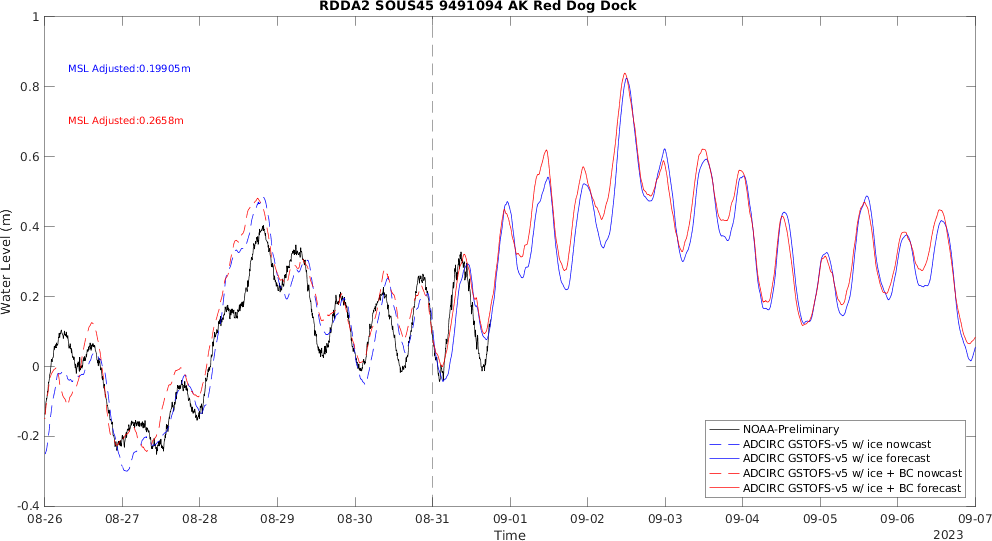 RDDA2 SOUS45 9491094 AK Red Dog Dock
MSL Adjusted:0.19905m
MSL Adjusted:0.2658m
Water Level (m)
1
0.8
0.6
0.4
0.2
0
-0.2
-0.4
NOAA-Preliminary
ADCIRC GSTOFS-v5 w/ ice nowcast
ADCIRC GSTOFS-v5 w/ ice forecast
ADCIRC GSTOFS-v5 w/ ice + BC nowcast
ADCIRC GSTOFS-v5 w/ ice + BC forecast
08-26 08-27 08-28 08-29 08-30 08-31 09-01 09-02 09-03 09-04 09-05 09-06 09-07
Time
2023